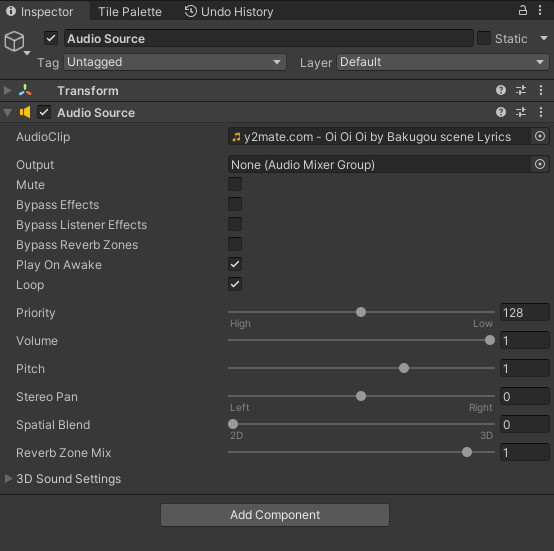 Inspector Tile Palette Undo History
Audio Source Static
Tag Untagged Layer Default
Transform
Audio Source
AudioClip y2mate.com - Oi Oi Oi by Bakugou scene Lyrics
Output None (Audio Mixer Group)
Mute
Bypass Effects
Bypass Listener Effects
Bypass Reverb Zones
Play On Awake
Loop
Priority 128
High Low
Volume 1
Pitch 1
Stereo Pan 0
Left Right
Spatial Blend 0
2D 3D
Reverb Zone Mix 1
3D Sound Settings
Add Component